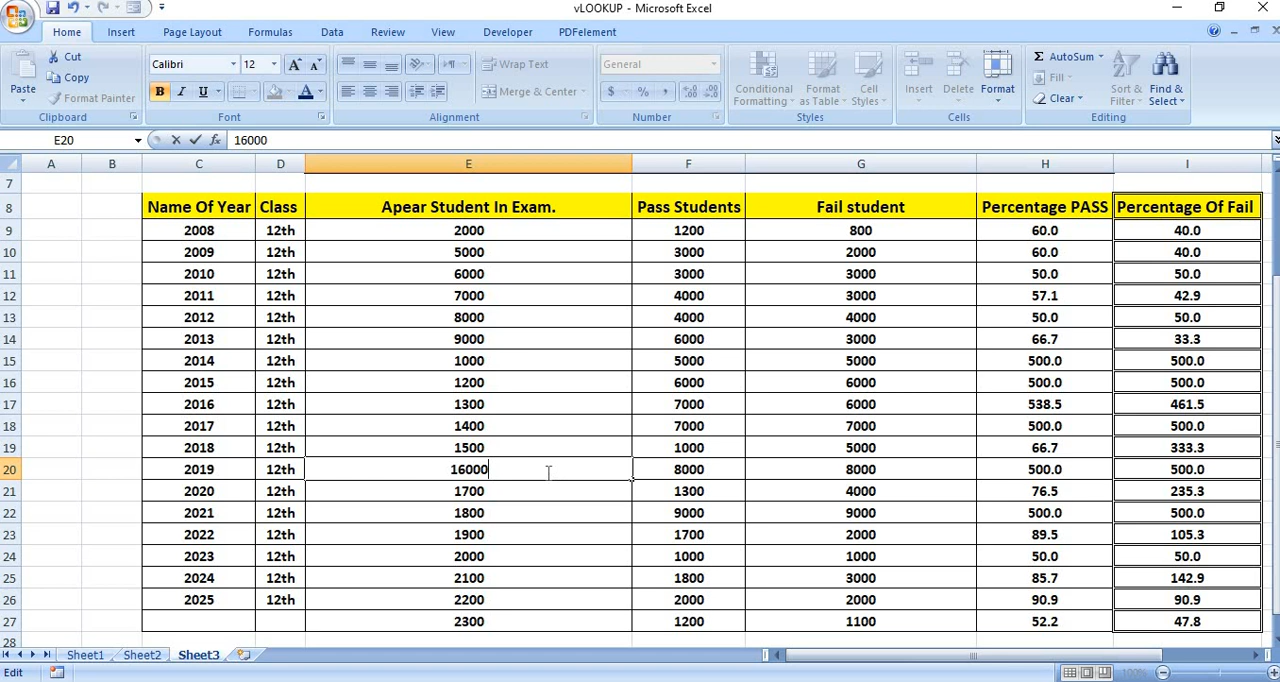 vLOOKUP - Microsoft Excel
Home Insert Page Layout Formulas Data Review View Developer PDFelement
Cut
Copy
Format Painter
Paste
Clipboard
Calibri 12
B I U
Font
Wrap Text
Merge & Center
Alignment
General
$ % ,
Number
Conditional Formatting
Format as Table
Cell Styles
Styles
Insert Delete Format
Cells
Σ AutoSum
Fill
Clear
Sort & Filter
Find & Select
Editing
E20 fx 16000
A B C D E F G H I
7
8 Name Of Year Class Apear Student In Exam. Pass Students Fail student Percentage PASS Percentage Of Fail
9 2008 12th 2000 1200 800 60.0 40.0
10 2009 12th 5000 3000 2000 60.0 40.0
11 2010 12th 6000 3000 3000 50.0 50.0
12 2011 12th 7000 4000 3000 57.1 42.9
13 2012 12th 8000 4000 4000 50.0 50.0
14 2013 12th 9000 6000 3000 66.7 33.3
15 2014 12th 1000 5000 5000 500.0 500.0
16 2015 12th 1200 6000 6000 500.0 500.0
17 2016 12th 1300 7000 6000 538.5 461.5
18 2017 12th 1400 7000 7000 500.0 500.0
19 2018 12th 1500 1000 5000 66.7 333.3
20 2019 12th 16000 8000 8000 500.0 500.0
21 2020 12th 1700 1300 4000 76.5 235.3
22 2021 12th 1800 9000 9000 500.0 500.0
23 2022 12th 1900 1700 2000 89.5 105.3
24 2023 12th 2000 1000 1000 50.0 50.0
25 2024 12th 2100 1800 3000 85.7 142.9
26 2025 12th 2200 2000 2000 90.9 90.9
27 2300 1200 1100 52.2 47.8
28
Sheet1 Sheet2 Sheet3
Edit 100%